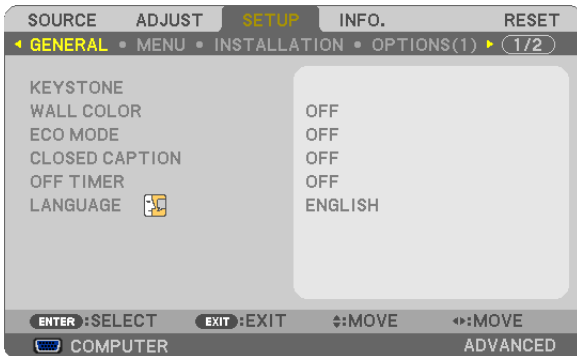 SOURCE ADJUST SETUP INFO. RESET
GENERAL • MENU • INSTALLATION • OPTIONS(1) 1/2
KEYSTONE
WALL COLOR OFF
ECO MODE OFF
CLOSED CAPTION OFF
OFF TIMER OFF
LANGUAGE ENGLISH
ENTER :SELECT EXIT :EXIT :MOVE :MOVE
COMPUTER ADVANCED